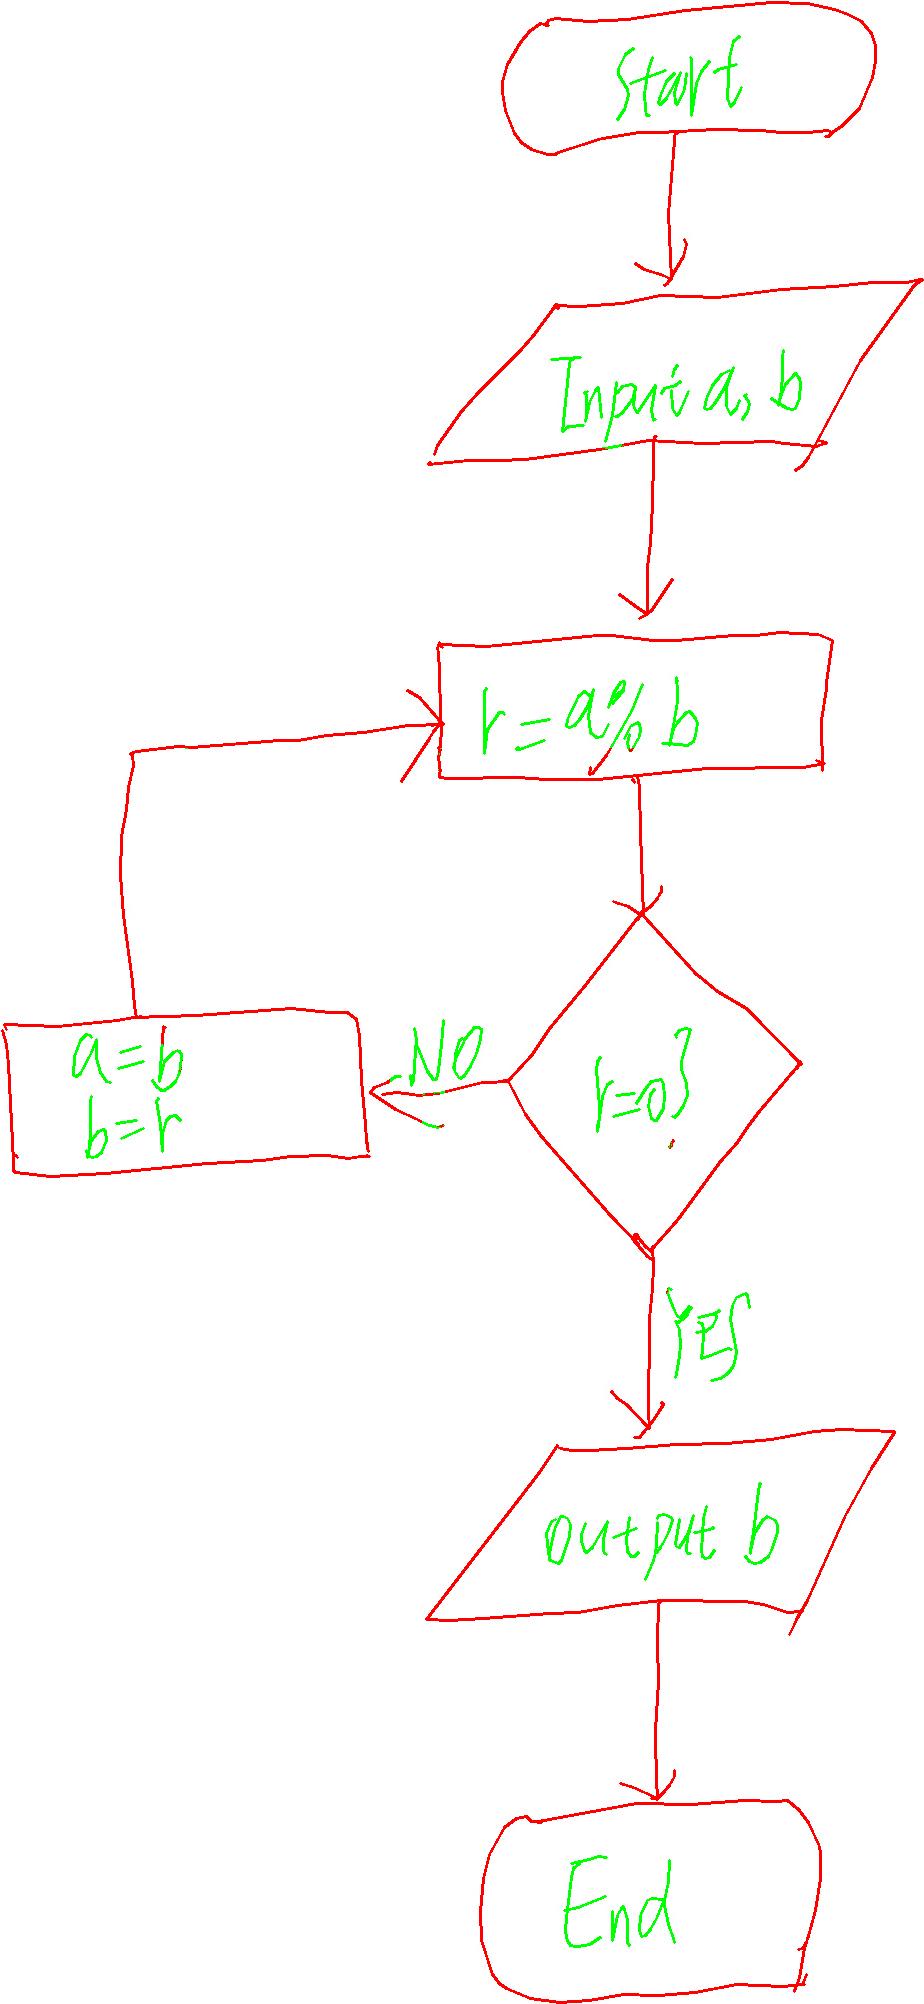 Start
Input a, b
r = a % b
r=0?
NO
a = b
b = r
YES
output b
End